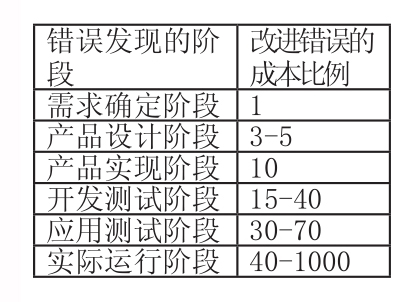 错误发现的阶段 改进错误的成本比例
需求确定阶段 1
产品设计阶段 3-5
产品实现阶段 10
开发测试阶段 15-40
应用测试阶段 30-70
实际运行阶段 40-1000